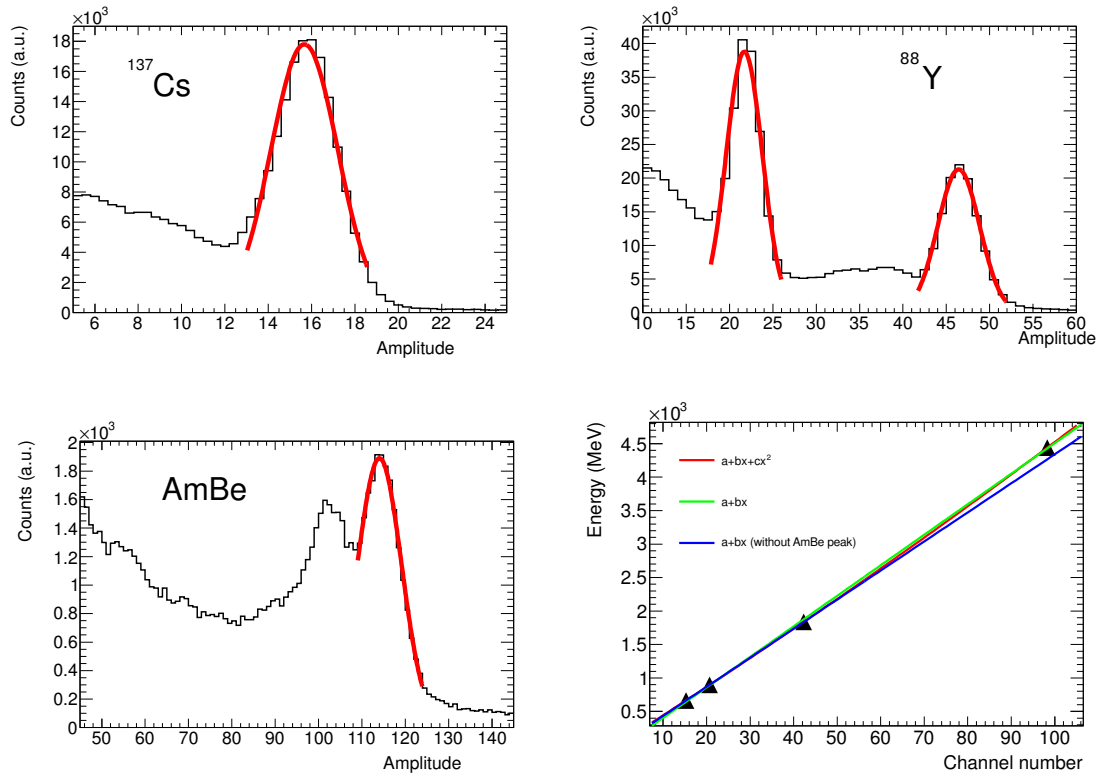 ×10³
Counts (a.u.)
¹³⁷Cs
18
16
14
12
10
8
6
4
2
0
6 8 10 12 14 16 18 20 22 24
Amplitude
×10³
Counts (a.u.)
⁸⁸Y
40
35
30
25
20
15
10
5
0
10 15 20 25 30 35 40 45 50 55 60
Amplitude
×10³
Counts (a.u.)
AmBe
2
1.8
1.6
1.4
1.2
1
0.8
0.6
0.4
0.2
0
50 60 70 80 90 100 110 120 130 140
Amplitude
×10³
Energy (MeV)
4.5
4
3.5
3
2.5
2
1.5
1
0.5
a+bx+cx²
a+bx
a+bx (without AmBe peak)
10 20 30 40 50 60 70 80 90 100
Channel number